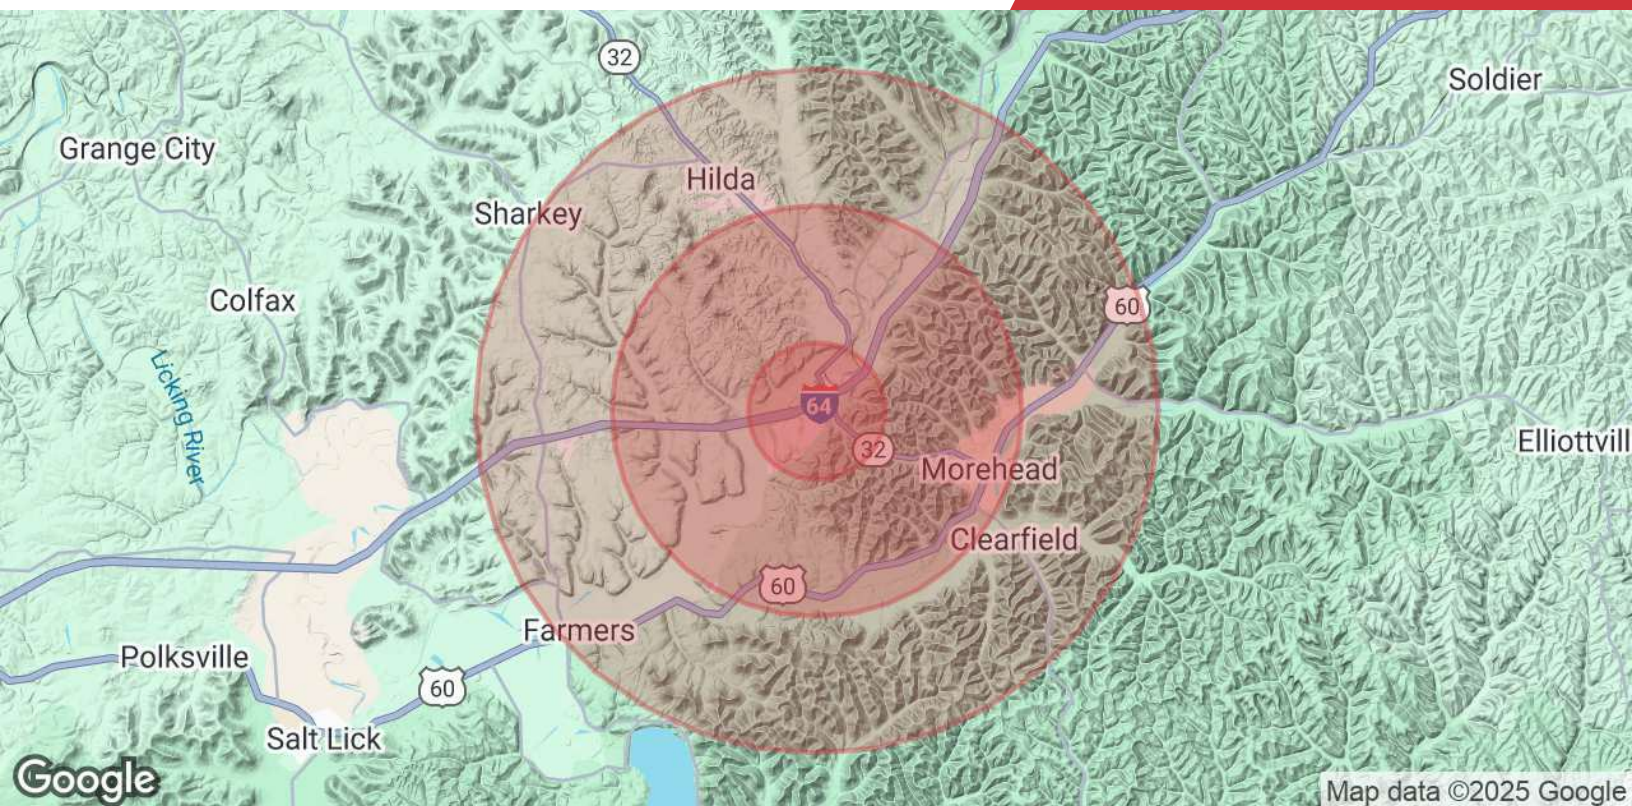 32
Soldier
Grange City
Hilda
Sharkey
Colfax
60
Licking River
64
32
Elliottvill
Morehead
Clearfield
60
Farmers
Polksville
60
Salt Lick
Google
Map data ©2025 Google